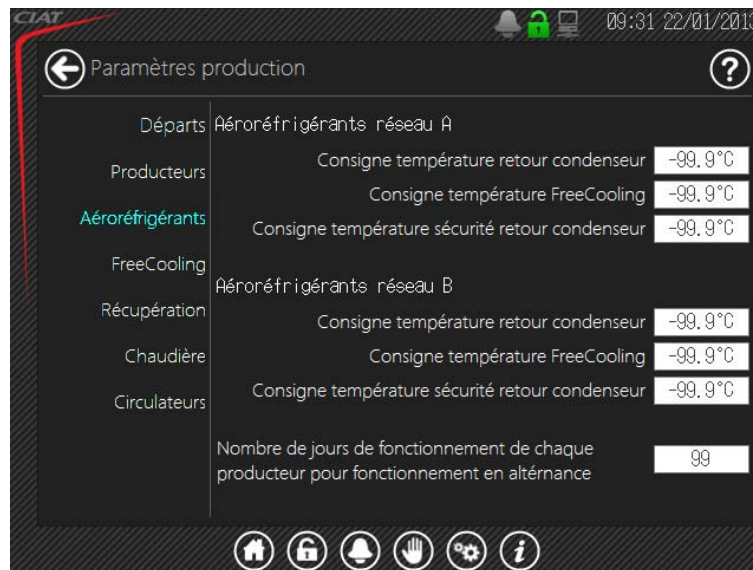 CIAT
09:31 22/01/2013
Paramètres production
Départs
Producteurs
Aéroréfrigérants
FreeCooling
Récupération
Chaudière
Circulateurs
Aéroréfrigérants réseau A
Consigne température retour condenseur -99.9°C
Consigne température FreeCooling -99.9°C
Consigne température sécurité retour condenseur -99.9°C
Aéroréfrigérants réseau B
Consigne température retour condenseur -99.9°C
Consigne température FreeCooling -99.9°C
Consigne température sécurité retour condenseur -99.9°C
Nombre de jours de fonctionnement de chaque
producteur pour fonctionnement en altérnance 99